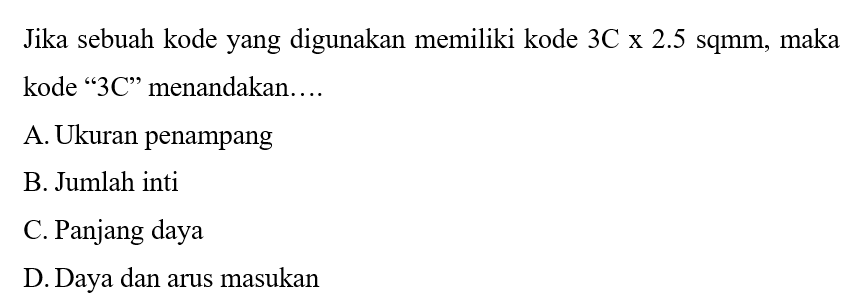 Jika sebuah kode yang digunakan memiliki kode 3C x 2.5 sqmm, maka
kode “3C” menandakan….
A. Ukuran penampang
B. Jumlah inti
C. Panjang daya
D. Daya dan arus masukan